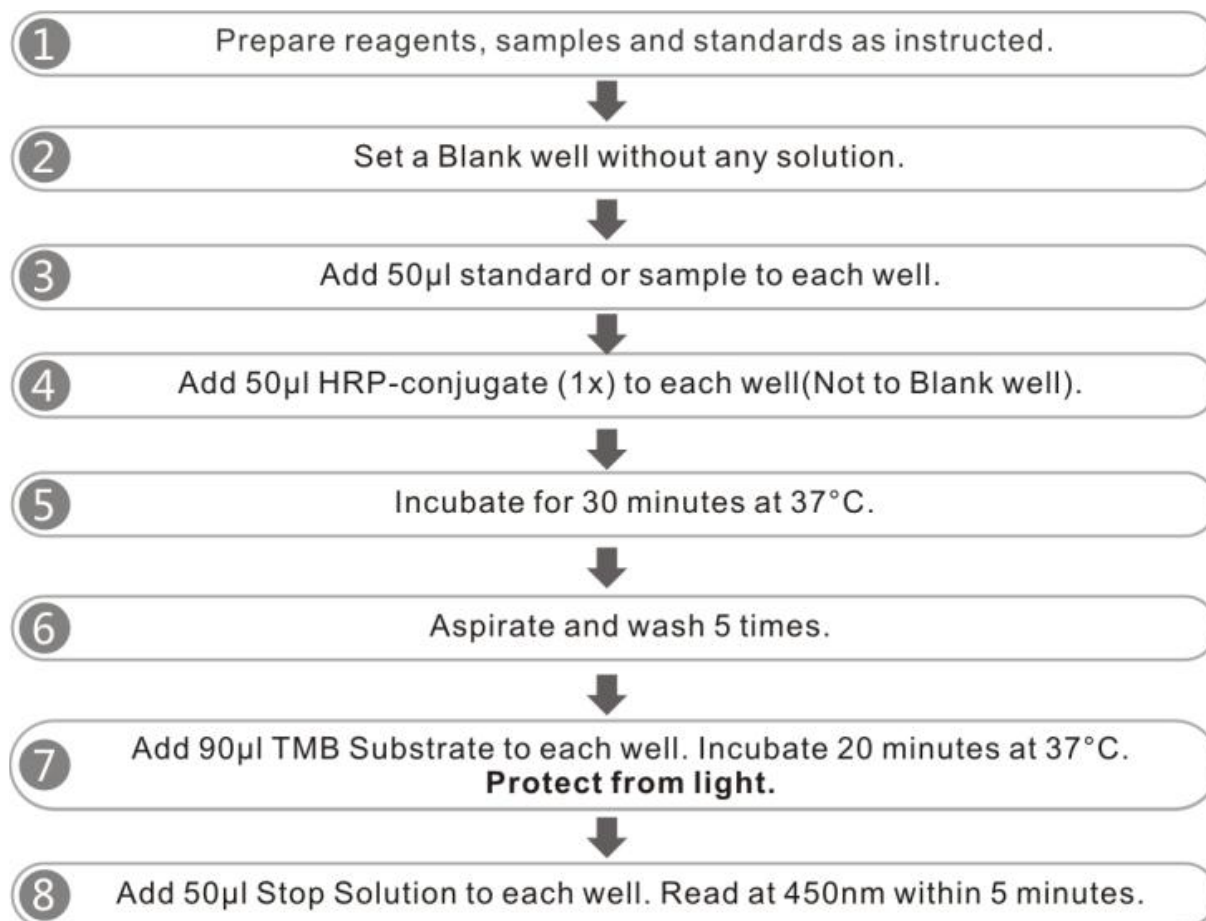 1 Prepare reagents, samples and standards as instructed.
2 Set a Blank well without any solution.
3 Add 50μl standard or sample to each well.
4 Add 50μl HRP-conjugate (1x) to each well(Not to Blank well).
5 Incubate for 30 minutes at 37°C.
6 Aspirate and wash 5 times.
7 Add 90μl TMB Substrate to each well. Incubate 20 minutes at 37°C.
Protect from light.
8 Add 50μl Stop Solution to each well. Read at 450nm within 5 minutes.